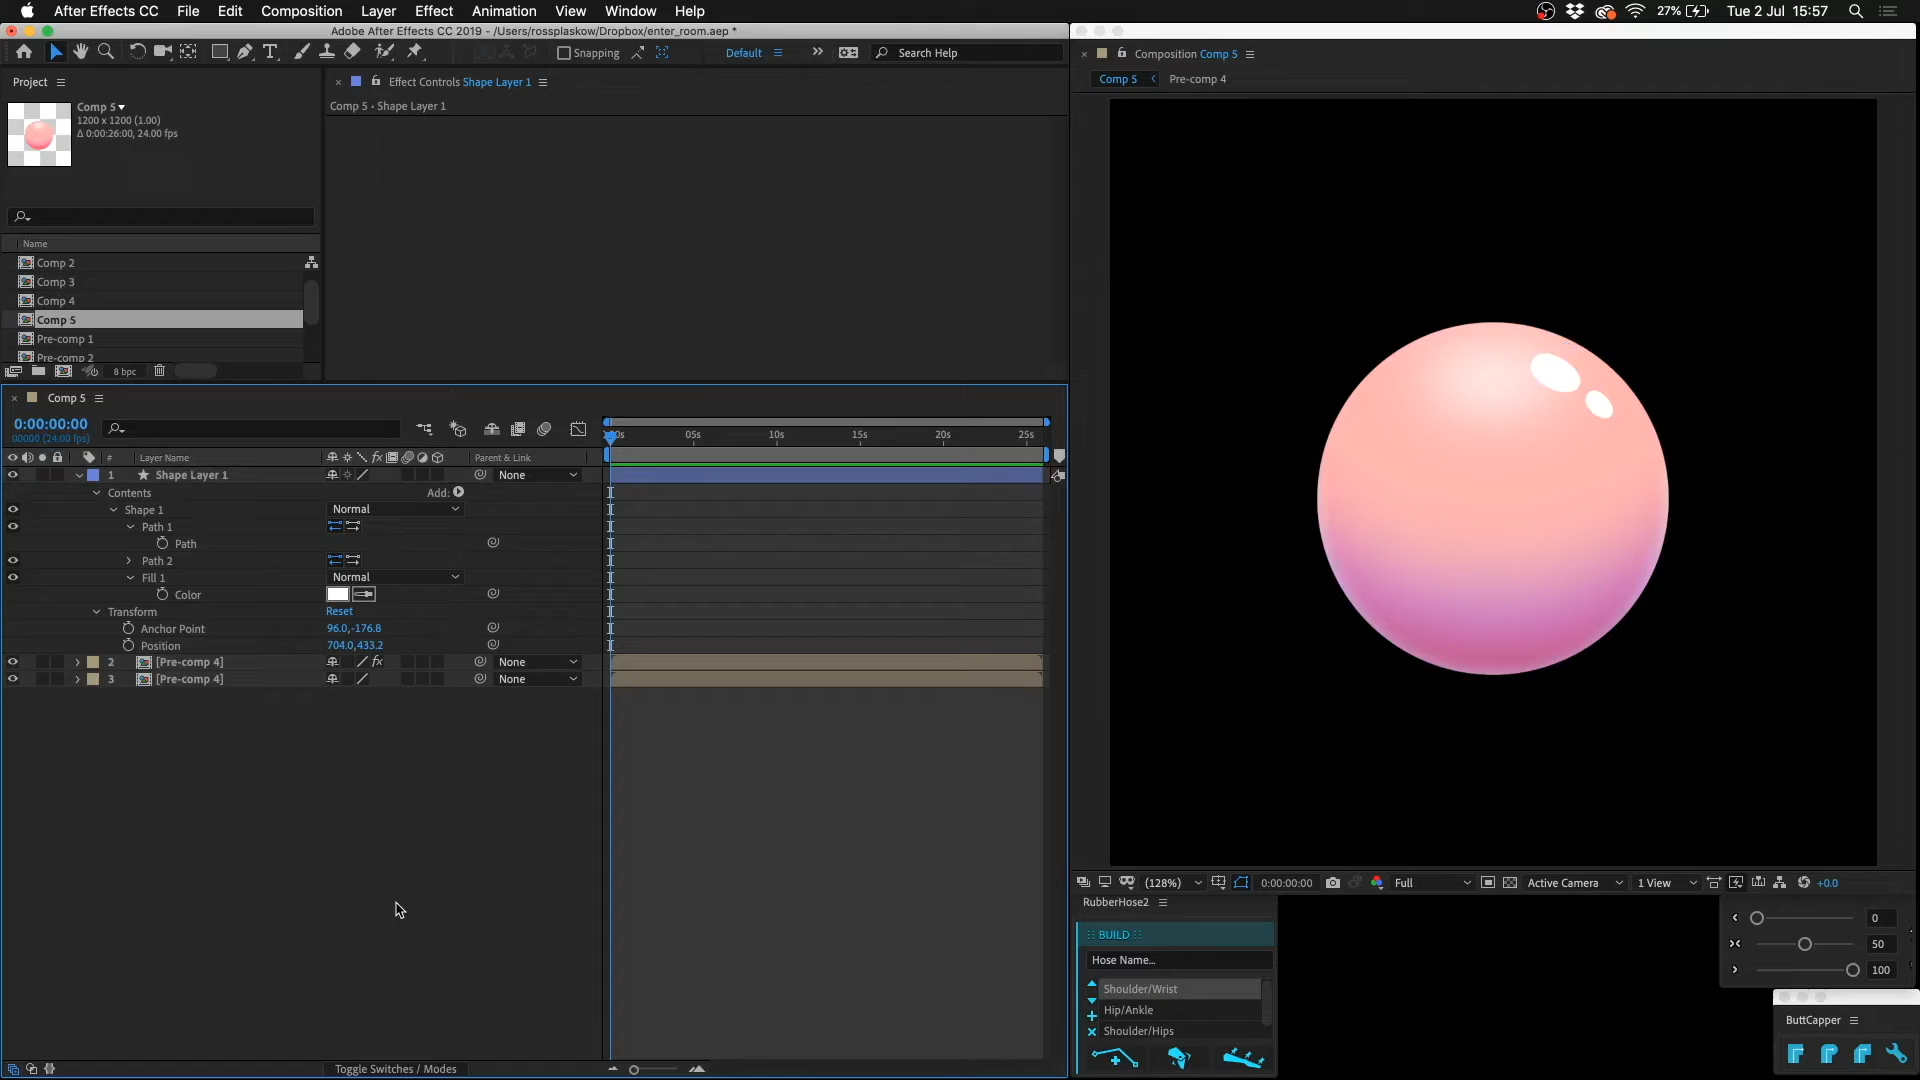 After Effects CC File Edit Composition Layer Effect Animation View Window Help 27% Tue 2 Jul 15:57
Adobe After Effects CC 2019 - /Users/rossplaskow/Dropbox/enter_room.aep *
Snapping Default Search Help
Project
Effect Controls Shape Layer 1
Comp 5 • Shape Layer 1
Comp 5
1200 x 1200 (1.00)
Δ 0:00:26:00, 24.00 fps
Name
Comp 2
Comp 3
Comp 4
Comp 5
Pre-comp 1
Pre-comp 2
8 bpc
Composition Comp 5
Comp 5 Pre-comp 4
Comp 5
0:00:00:00
00000 (24.00 fps)
05s 10s 15s 20s 25s
# Layer Name Parent & Link
1 Shape Layer 1 None
Contents Add:
Shape 1 Normal
Path 1
Path
Path 2
Fill 1 Normal
Color
Transform Reset
Anchor Point 96.0,-176.8
Position 704.0,433.2
2 [Pre-comp 4] None
3 [Pre-comp 4] None
Toggle Switches / Modes
(128%) 0:00:00:00 Full Active Camera 1 View +0.0
RubberHose2
BUILD
Hose Name...
Shoulder/Wrist
Hip/Ankle
Shoulder/Hips
0
50
100
ButtCapper